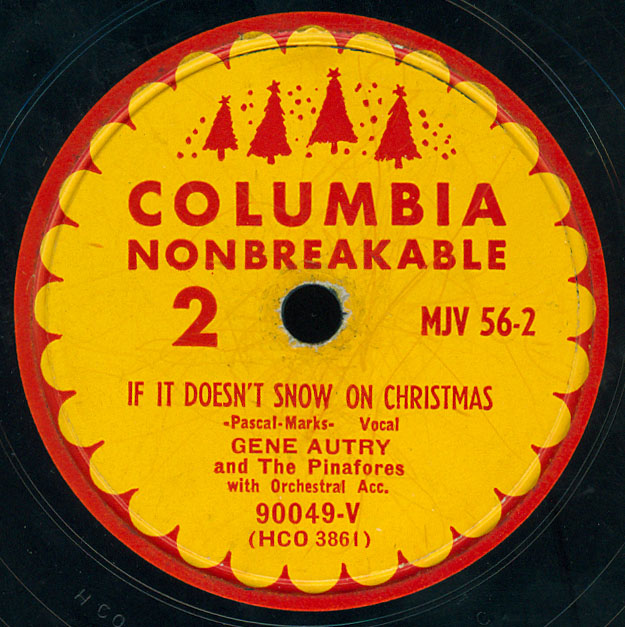 COLUMBIA
NONBREAKABLE
2 MJV 56-2
IF IT DOESN'T SNOW ON CHRISTMAS
-Pascal-Marks- Vocal
GENE AUTRY
and The Pinafores
with Orchestral Acc.
90049-V
(HCO 3861)
HCO